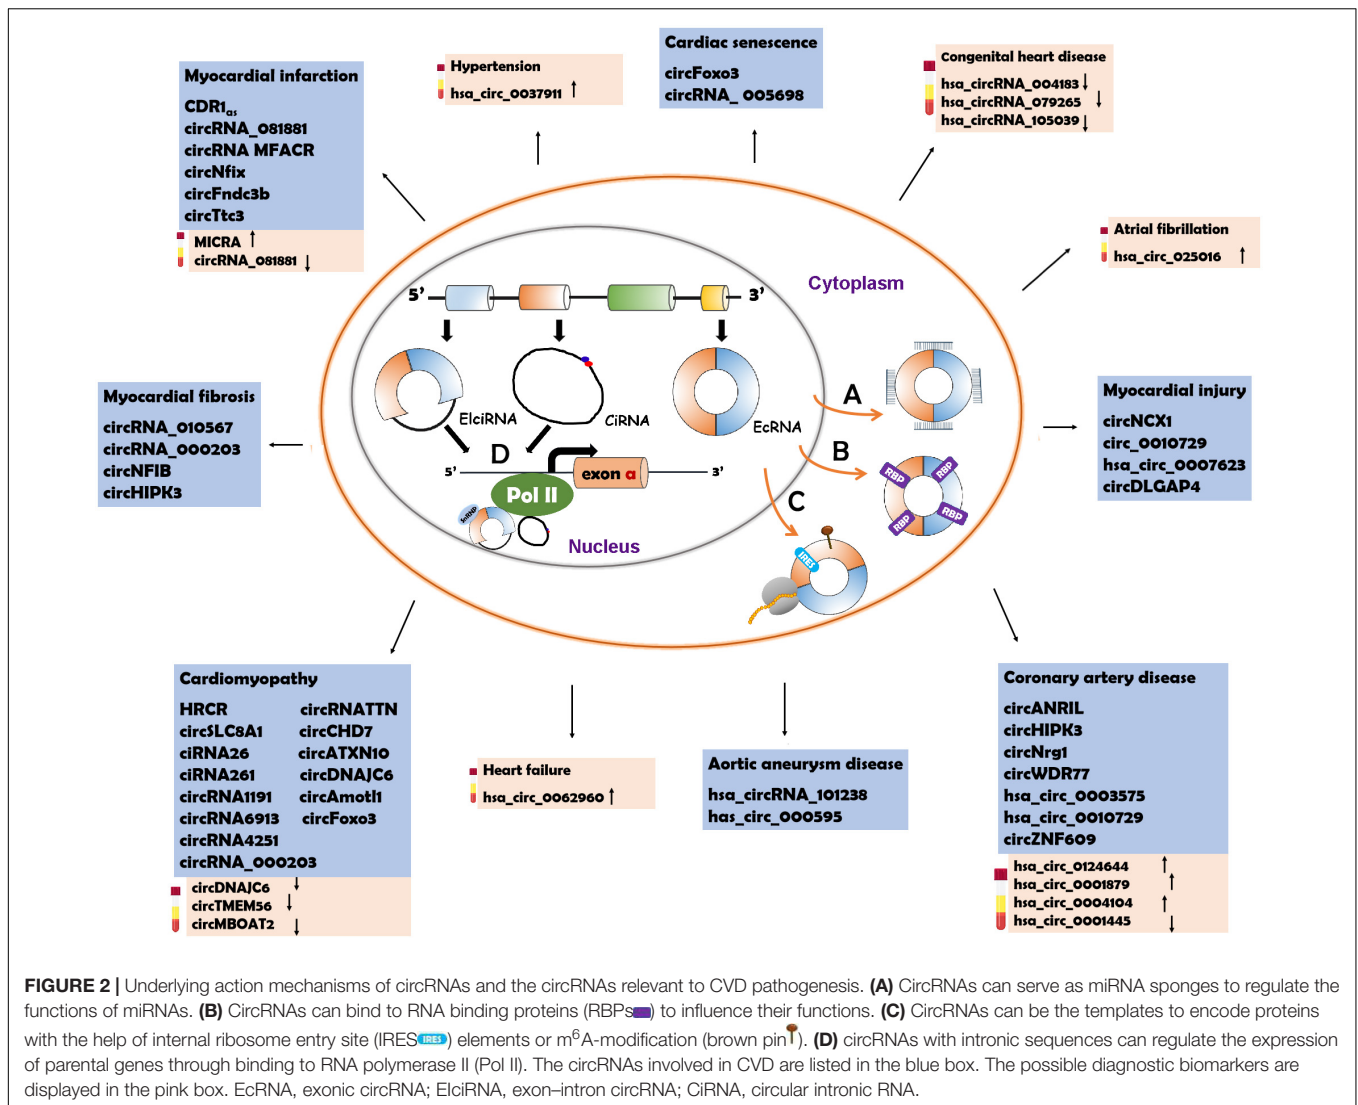 Myocardial infarction
CDR1as
circRNA_081881
circRNA MFACR
circNfix
circFndc3b
circTtc3
MICRA ↑
circRNA_081881 ↓
Hypertension
hsa_circ_0037911 ↑
Cardiac senescence
circFoxo3
circRNA_ 005698
Congenital heart disease
hsa_circRNA_004183 ↓
hsa_circRNA_079265 ↓
hsa_circRNA_105039 ↓
Atrial fibrillation
hsa_circ_025016 ↑
Cytoplasm
5’ 3’
ElciRNA
CiRNA
EcRNA
A
B
C
D
5’ 3’
exon a
Pol II
SnRNP
Nucleus
RBP
RBP
RBP
RBP
IRES
Myocardial fibrosis
circRNA_010567
circRNA_000203
circNFIB
circHIPK3
Myocardial injury
circNCX1
circ_0010729
hsa_circ_0007623
circDLGAP4
Cardiomyopathy
HRCR circRNATTN
circSLC8A1 circCHD7
ciRNA26 circATXN10
ciRNA261 circDNAJC6
circRNA1191 circAmotl1
circRNA6913 circFoxo3
circRNA4251
circRNA_000203
circDNAJC6 ↓
circTMEM56 ↓
circMBOAT2 ↓
Heart failure
hsa_circ_0062960 ↑
Aortic aneurysm disease
hsa_circRNA_101238
has_circ_000595
Coronary artery disease
circANRIL
circHIPK3
circNrg1
circWDR77
hsa_circ_0003575
hsa_circ_0010729
circZNF609
hsa_circ_0124644 ↑
hsa_circ_0001879 ↑
hsa_circ_0004104 ↑
hsa_circ_0001445 ↓
FIGURE 2 | Underlying action mechanisms of circRNAs and the circRNAs relevant to CVD pathogenesis. (A) CircRNAs can serve as miRNA sponges to regulate the
functions of miRNAs. (B) CircRNAs can bind to RNA binding proteins (RBPs) to influence their functions. (C) CircRNAs can be the templates to encode proteins
with the help of internal ribosome entry site (IRES IRES) elements or m6A-modification (brown pin). (D) circRNAs with intronic sequences can regulate the expression
of parental genes through binding to RNA polymerase II (Pol II). The circRNAs involved in CVD are listed in the blue box. The possible diagnostic biomarkers are
displayed in the pink box. EcRNA, exonic circRNA; ElciRNA, exon–intron circRNA; CiRNA, circular intronic RNA.